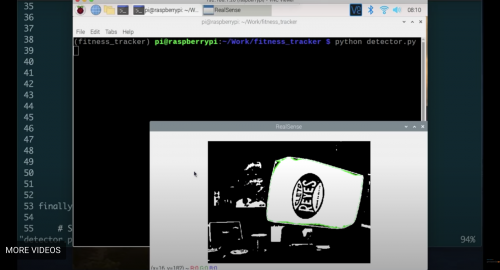 35
36
37
38
39
40
41
42
43
44
45
46
47
48
49
50
51
52
53 finally
54
55 # S
"detector.p
94%
pi@raspberrypi: ~/W...
RealSense
08:10
pi@raspberrypi: ~/Work/fitness_tracker
File Edit Tabs Help
(fitness_tracker) pi@raspberrypi:~/Work/fitness_tracker $ python detector.py
RealSense
CLETO
REYES
MORE VIDEOS